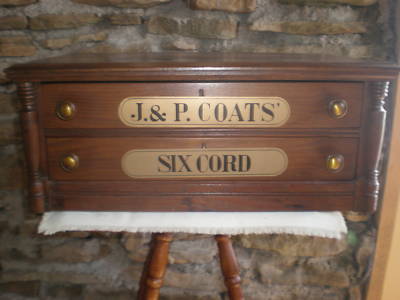 J. & P. COATS'
SIX CORD